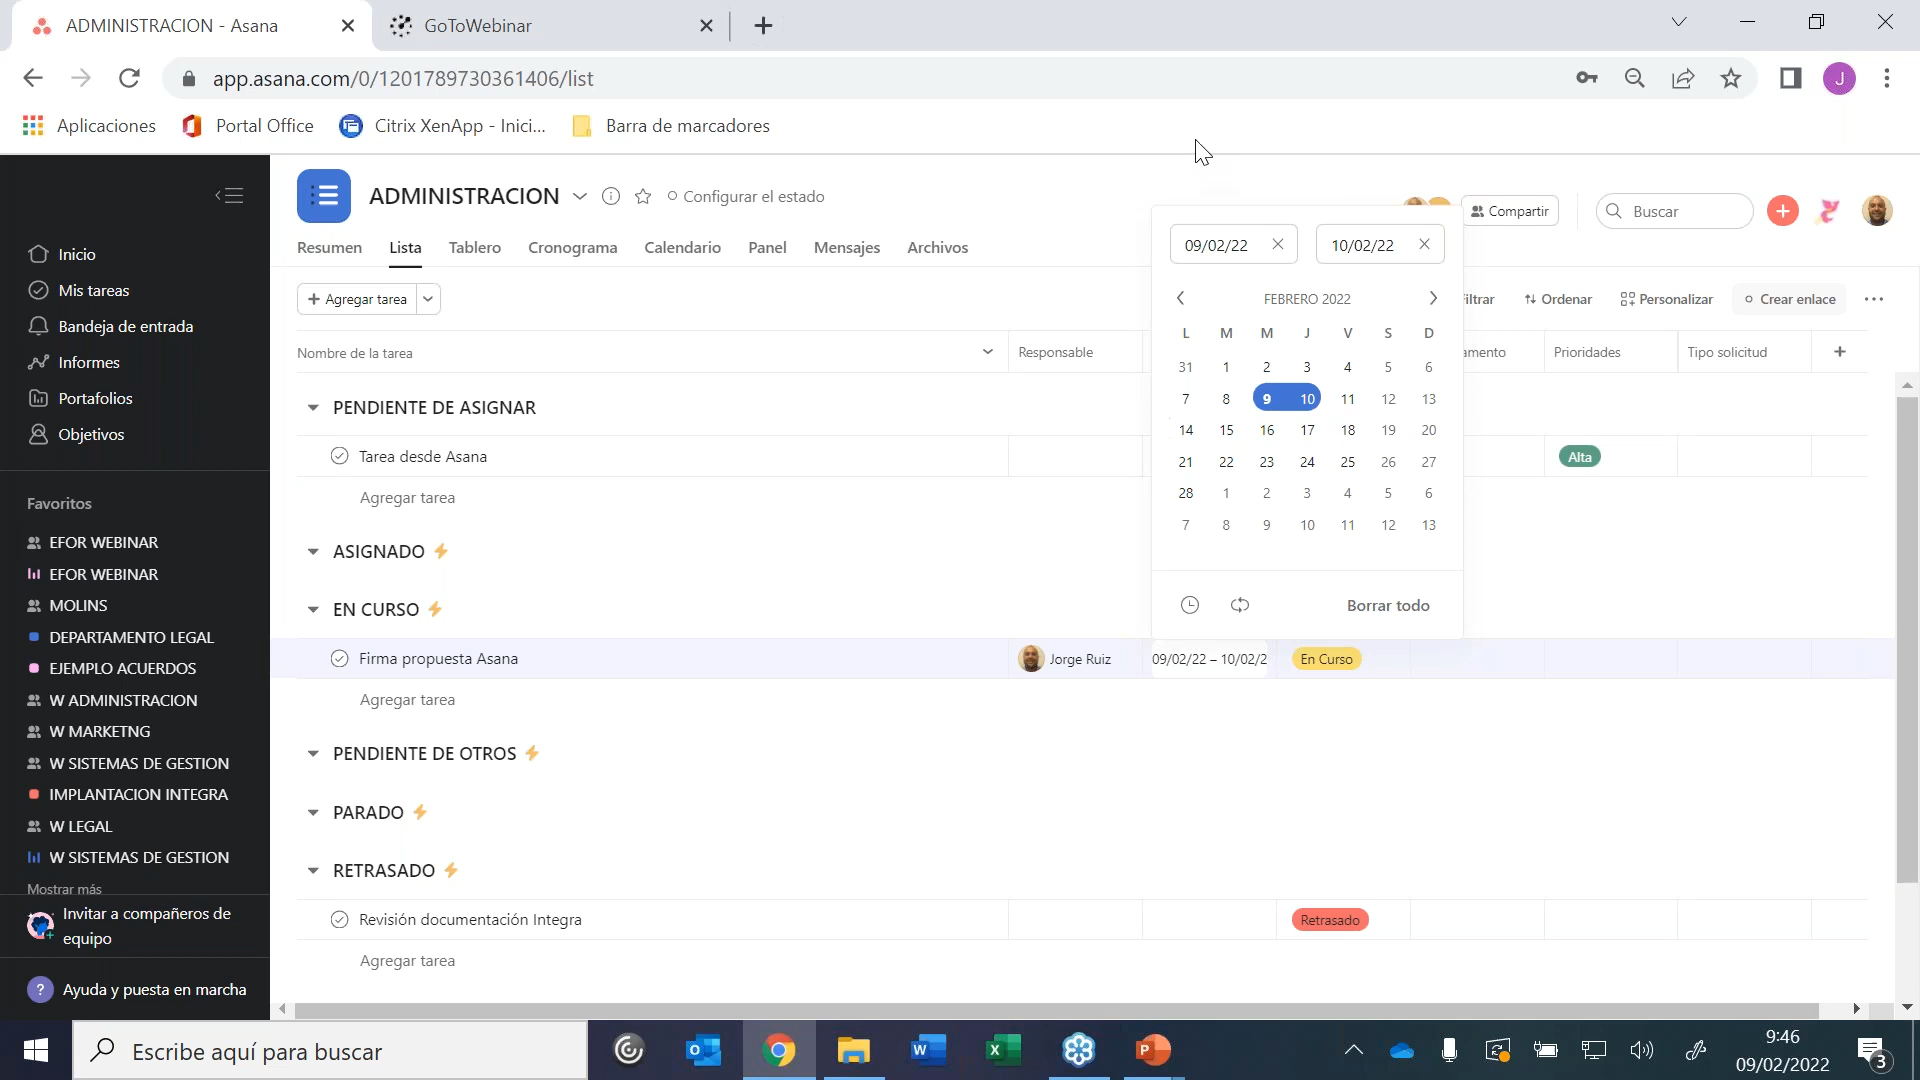 ADMINISTRACION - Asana
GoToWebinar
app.asana.com/0/1201789730361406/list
J
Aplicaciones
Portal Office
Citrix XenApp - Inici...
Barra de marcadores
ADMINISTRACION
Configurar el estado
Compartir
Buscar
Resumen
Lista
Tablero
Cronograma
Calendario
Panel
Mensajes
Archivos
Inicio
Mis tareas
Bandeja de entrada
Informes
Portafolios
Objetivos
Favoritos
EFOR WEBINAR
EFOR WEBINAR
MOLINS
DEPARTAMENTO LEGAL
EJEMPLO ACUERDOS
W ADMINISTRACION
W MARKETNG
W SISTEMAS DE GESTION
IMPLANTACION INTEGRA
W LEGAL
W SISTEMAS DE GESTION
Mostrar más
Invitar a compañeros de
equipo
? Ayuda y puesta en marcha
+ Agregar tarea
iltrar
Ordenar
Personalizar
Crear enlace
Nombre de la tarea
Responsable
amento
Prioridades
Tipo solicitud
PENDIENTE DE ASIGNAR
Tarea desde Asana
Alta
Agregar tarea
ASIGNADO
EN CURSO
Firma propuesta Asana
Jorge Ruiz
09/02/22 – 10/02/2
En Curso
Agregar tarea
PENDIENTE DE OTROS
PARADO
RETRASADO
Revisión documentación Integra
Retrasado
Agregar tarea
09/02/22
10/02/22
FEBRERO 2022
L M M J V S D
31 1 2 3 4 5 6
7 8 9 10 11 12 13
14 15 16 17 18 19 20
21 22 23 24 25 26 27
28 1 2 3 4 5 6
7 8 9 10 11 12 13
Borrar todo
Escribe aquí para buscar
9:46
09/02/2022
3